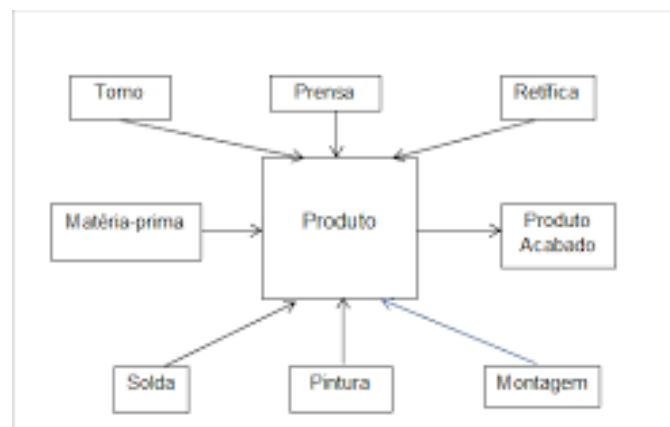 Torno
Prensa
Retífica
Matéria-prima
Produto
Produto
Acabado
Solda
Pintura
Montagem